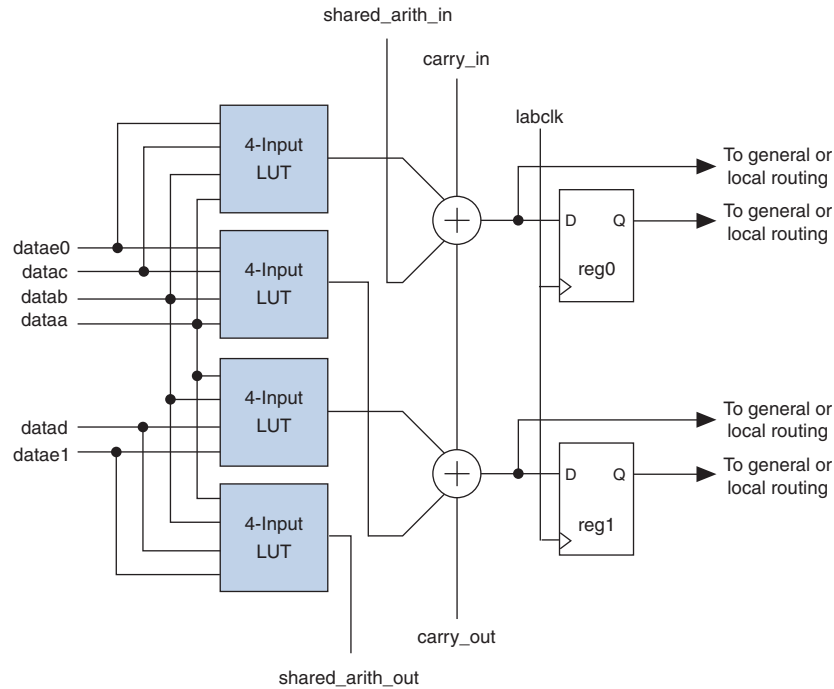 shared_arith_in
carry_in
labclk
4-Input
LUT
To general or
local routing
D Q
reg0
To general or
local routing
datae0
datac
datab
dataa
4-Input
LUT
4-Input
LUT
To general or
local routing
datad
datae1
D Q
reg1
To general or
local routing
4-Input
LUT
carry_out
shared_arith_out